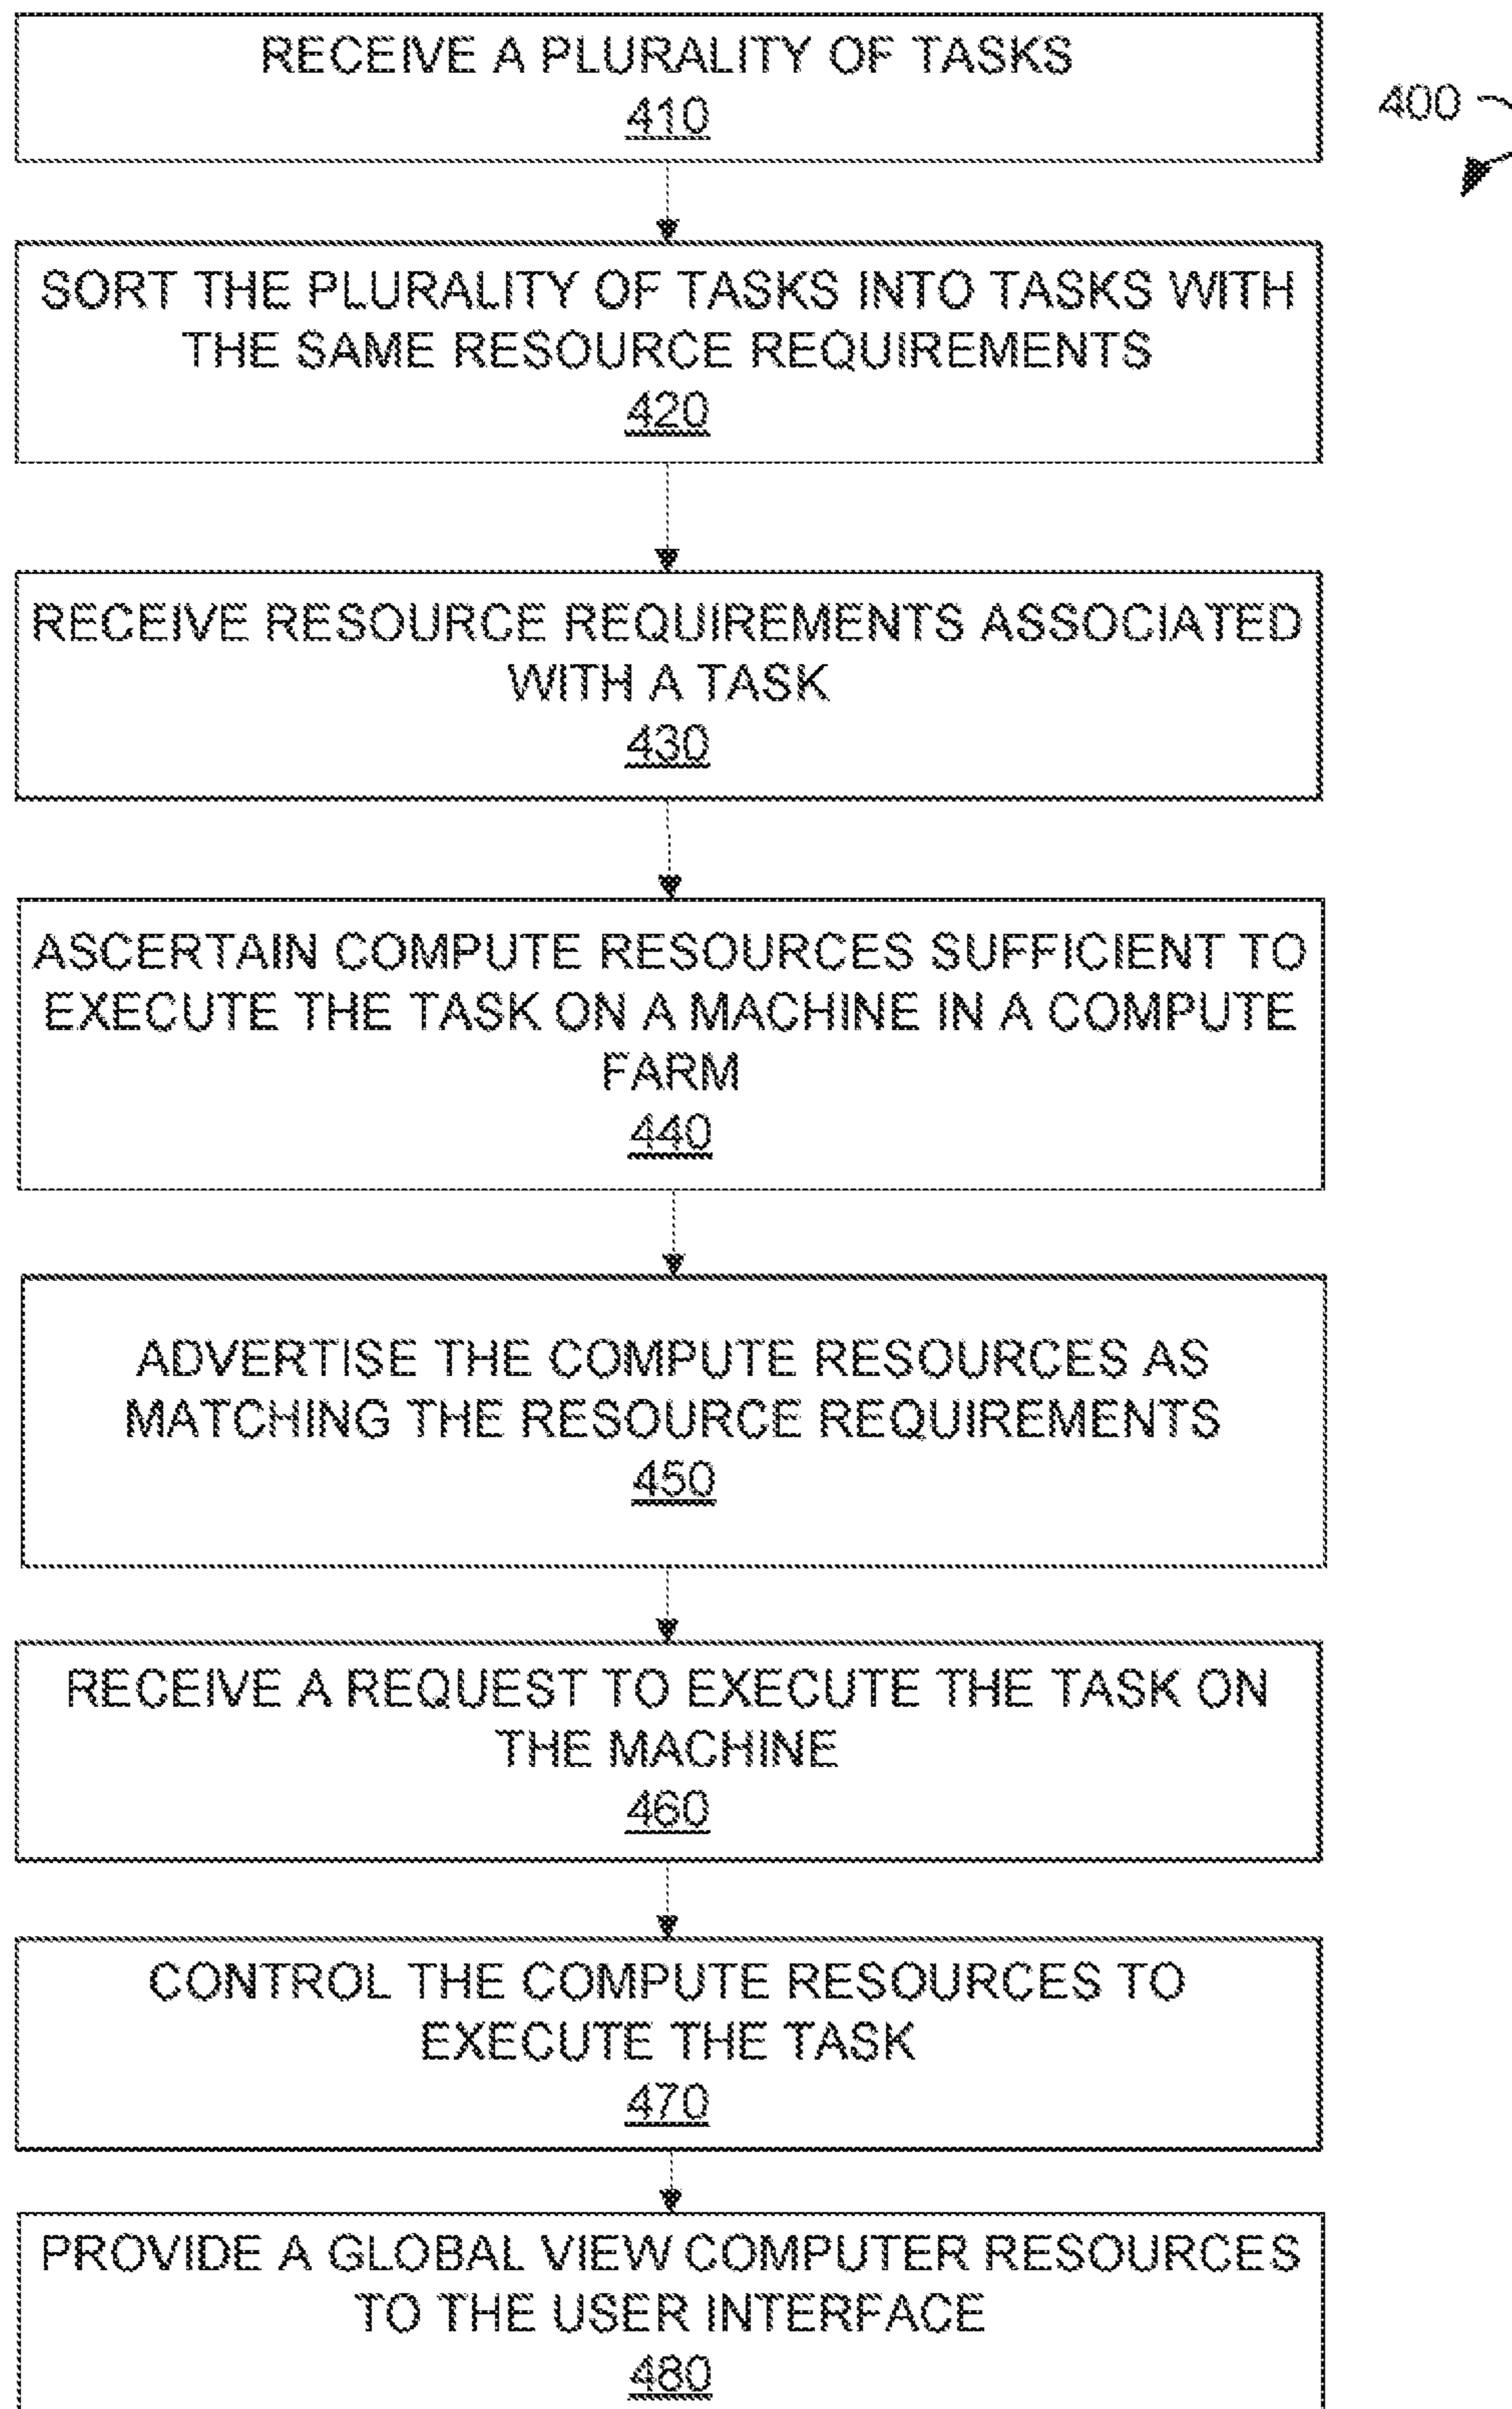 RECEIVE A PLURALITY OF TASKS
410
400
SORT THE PLURALITY OF TASKS INTO TASKS WITH
THE SAME RESOURCE REQUIREMENTS
420
RECEIVE RESOURCE REQUIREMENTS ASSOCIATED
WITH A TASK
430
ASCERTAIN COMPUTE RESOURCES SUFFICIENT TO
EXECUTE THE TASK ON A MACHINE IN A COMPUTE
FARM
440
ADVERTISE THE COMPUTE RESOURCES AS
MATCHING THE RESOURCE REQUIREMENTS
450
RECEIVE A REQUEST TO EXECUTE THE TASK ON
THE MACHINE
460
CONTROL THE COMPUTE RESOURCES TO
EXECUTE THE TASK
470
PROVIDE A GLOBAL VIEW COMPUTER RESOURCES
TO THE USER INTERFACE
480